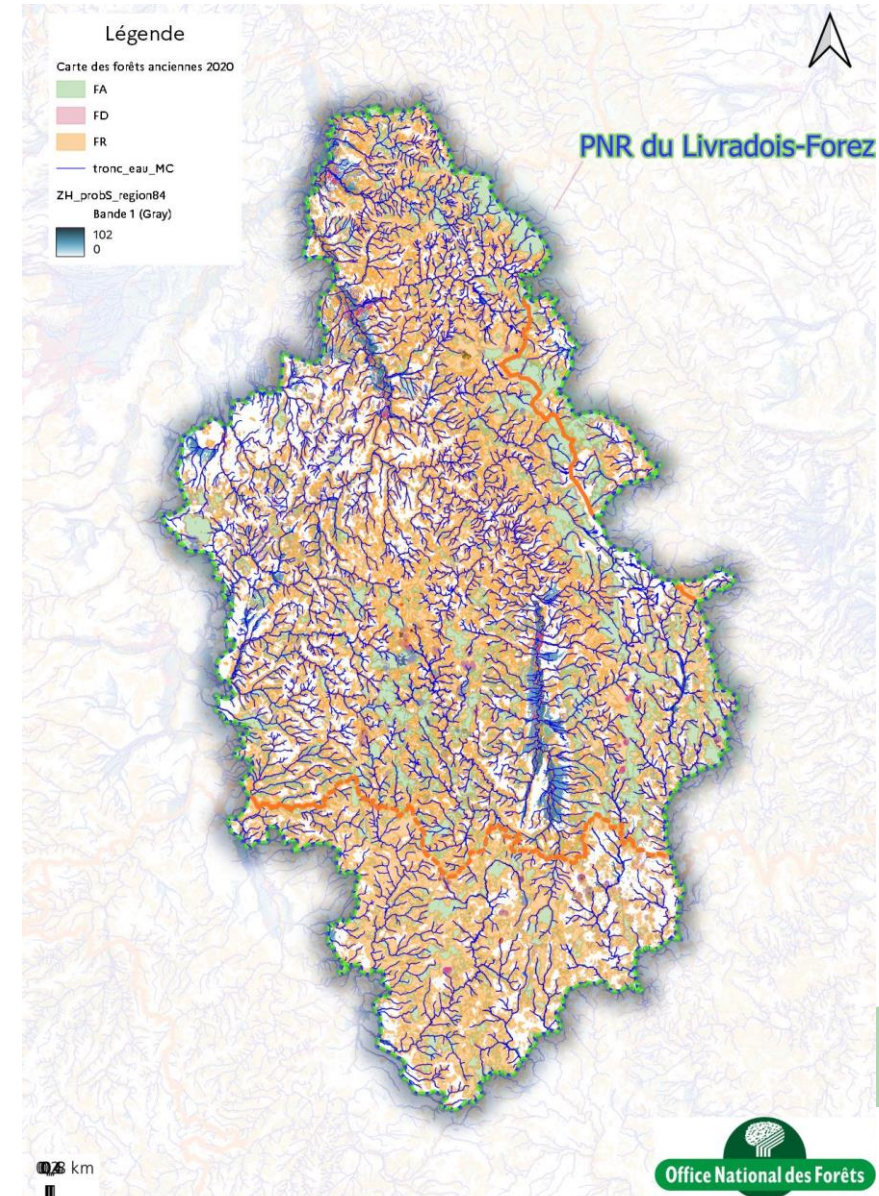 Légende
Carte des forêts anciennes 2020
FA
FD
FR
tronc_eau_MC
ZH_probS_region84
Bande 1 (Gray)
102
0
PNR du Livradois-Forez
km
Office National des Forêts